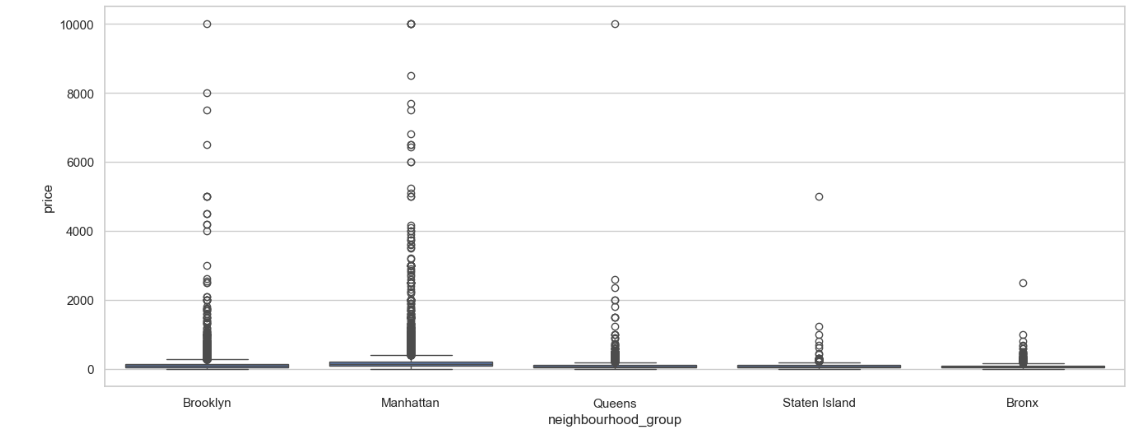 10000
8000
6000
4000
2000
0
price
Brooklyn Manhattan Queens Staten Island Bronx
neighbourhood_group